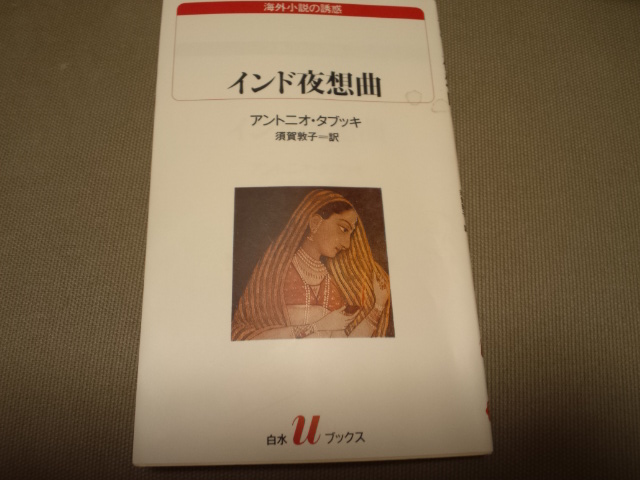 海外小説の誘惑
インド夜想曲
アントニオ・タブッキ
須賀敦子＝訳
白水 u ブックス